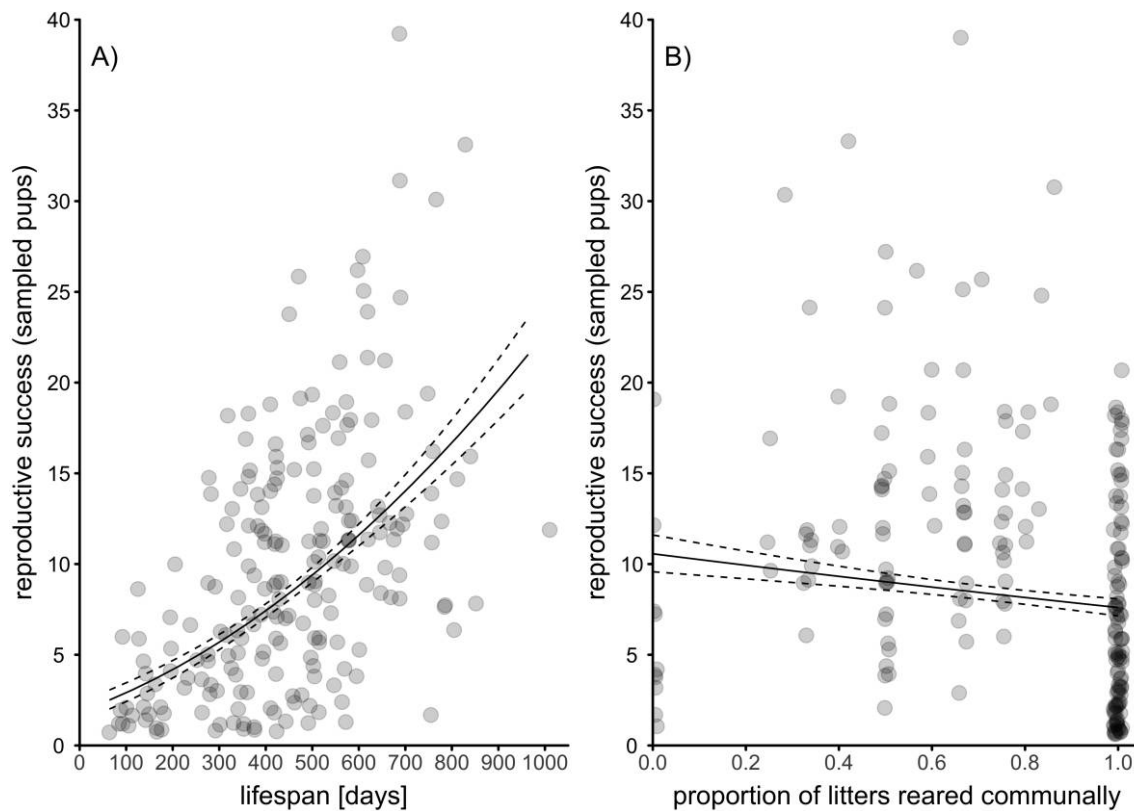 A)
reproductive success (sampled pups)
40
35
30
25
20
15
10
5
0
0 100 200 300 400 500 600 700 800 900 1000
lifespan [days]
B)
reproductive success (sampled pups)
40
35
30
25
20
15
10
5
0
0.0 0.2 0.4 0.6 0.8 1.0
proportion of litters reared communally